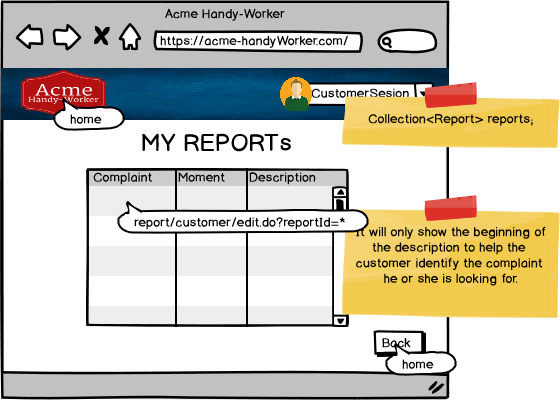 Acme Handy-Worker
https://acme-handyWorker.com/
Acme
Handy-Worker
CustomerSesion
home
Collection<Report> reports;
MY REPORTs
Complaint Moment Description
report/customer/edit.do?reportId=*
It will only show the beginning of
the description to help the
customer identify the complaint
he or she is looking for.
Back
home